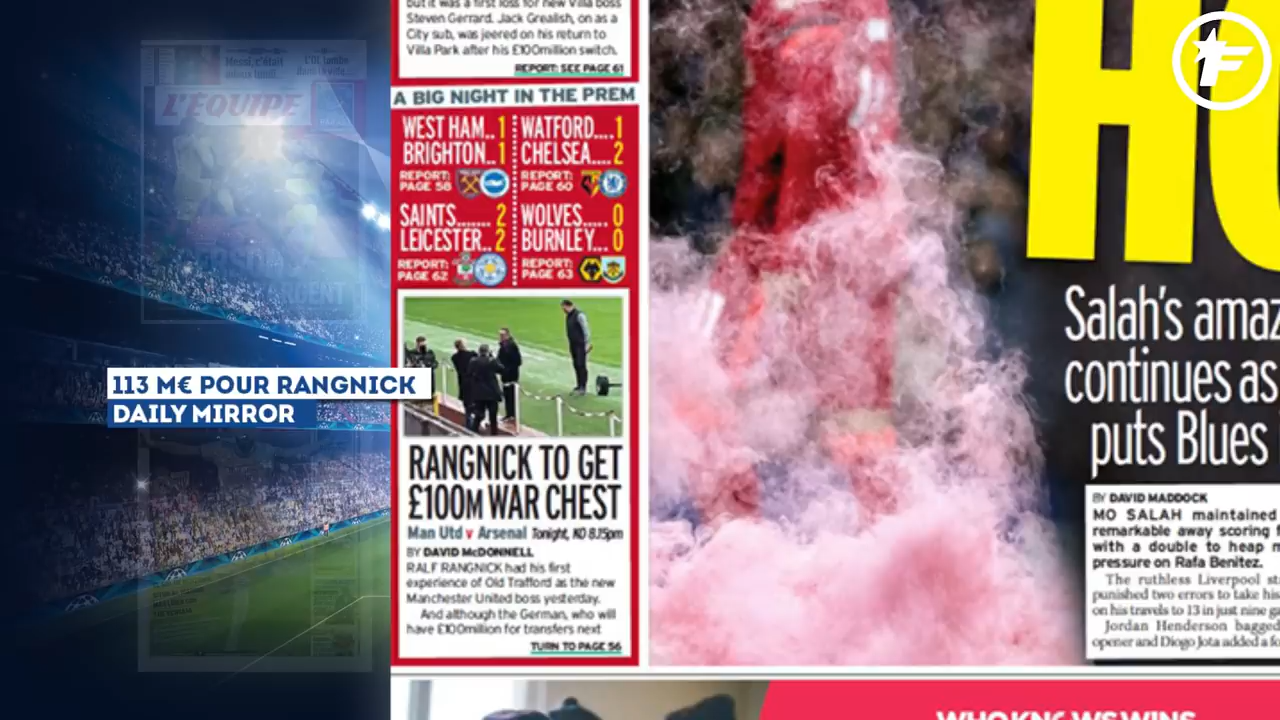 but it was a first loss for new Villa boss
Steven Gerrard. Jack Grealish, on as a
City sub, was jeered on his return to
Villa Park after his £100million switch.
REPORT: SEE PAGE 61
A BIG NIGHT IN THE PREM
WEST HAM..1
BRIGHTON..1
REPORT:
PAGE 58
WATFORD....1
CHELSEA....2
REPORT:
PAGE 60
SAINTS.......2
LEICESTER..2
REPORT:
PAGE 62
WOLVES.....0
BURNLEY...0
REPORT:
PAGE 63
RANGNICK TO GET
£100M WAR CHEST
Man Utd v Arsenal Tonight, KO 8.15pm
BY DAVID McDONNELL
RALF RANGNICK had his first
experience of Old Trafford as the new
Manchester United boss yesterday.
And although the German, who will
have £100million for transfers next
TURN TO PAGE 56
L'ÉQUIPE
113 M€ POUR RANGNICK
DAILY MIRROR
F
HO
Salah's amaz
continues as
puts Blues
BY DAVID MADDOCK
MO SALAH maintained
remarkable away scoring
with a double to heap
pressure on Rafa Benitez.
The ruthless Liverpool
punished two errors to take his
on his travels to 13 in just nine
Jordan Henderson bagged
opener and Diogo Jota added a